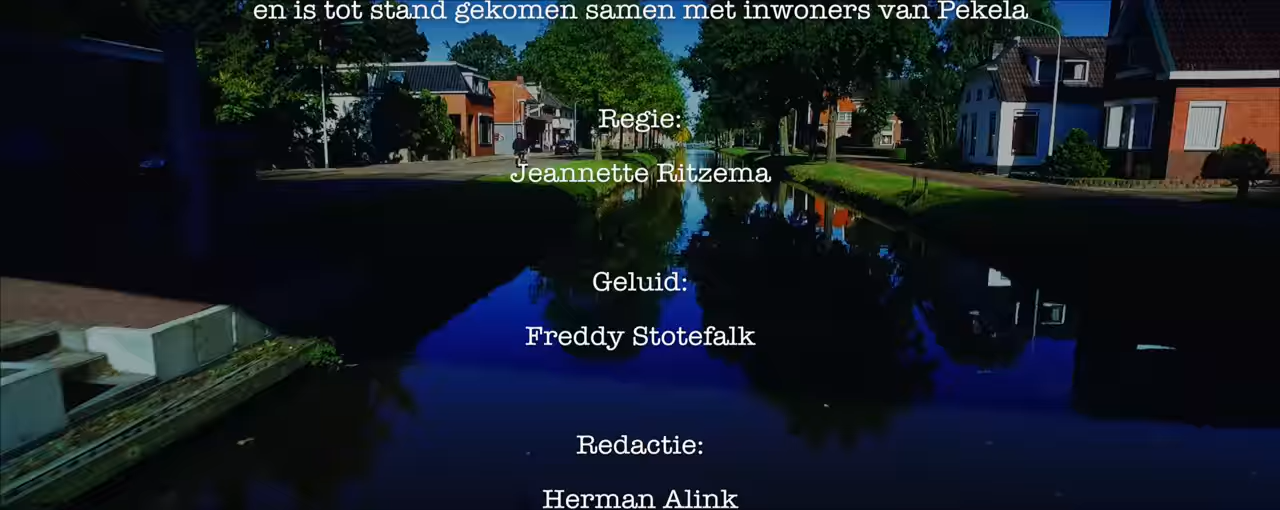 en is tot stand gekomen samen met inwoners van Pekela
Regie:
Jeannette Ritzema
Geluid:
Freddy Stotefalk
Redactie:
Herman Alink